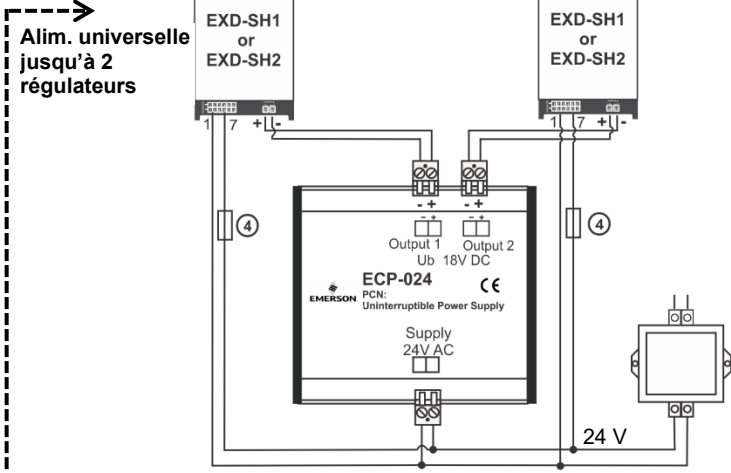 Alim. universelle
jusqu'à 2
régulateurs
EXD-SH1
or
EXD-SH2
1 7 + -
EXD-SH1
or
EXD-SH2
1 7 + -
- + - +
- + - +
4
4
Output 1 Output 2
Ub 18V DC
ECP-024 CE
EMERSON
PCN:
Uninterruptible Power Supply
Supply
24V AC
24 V